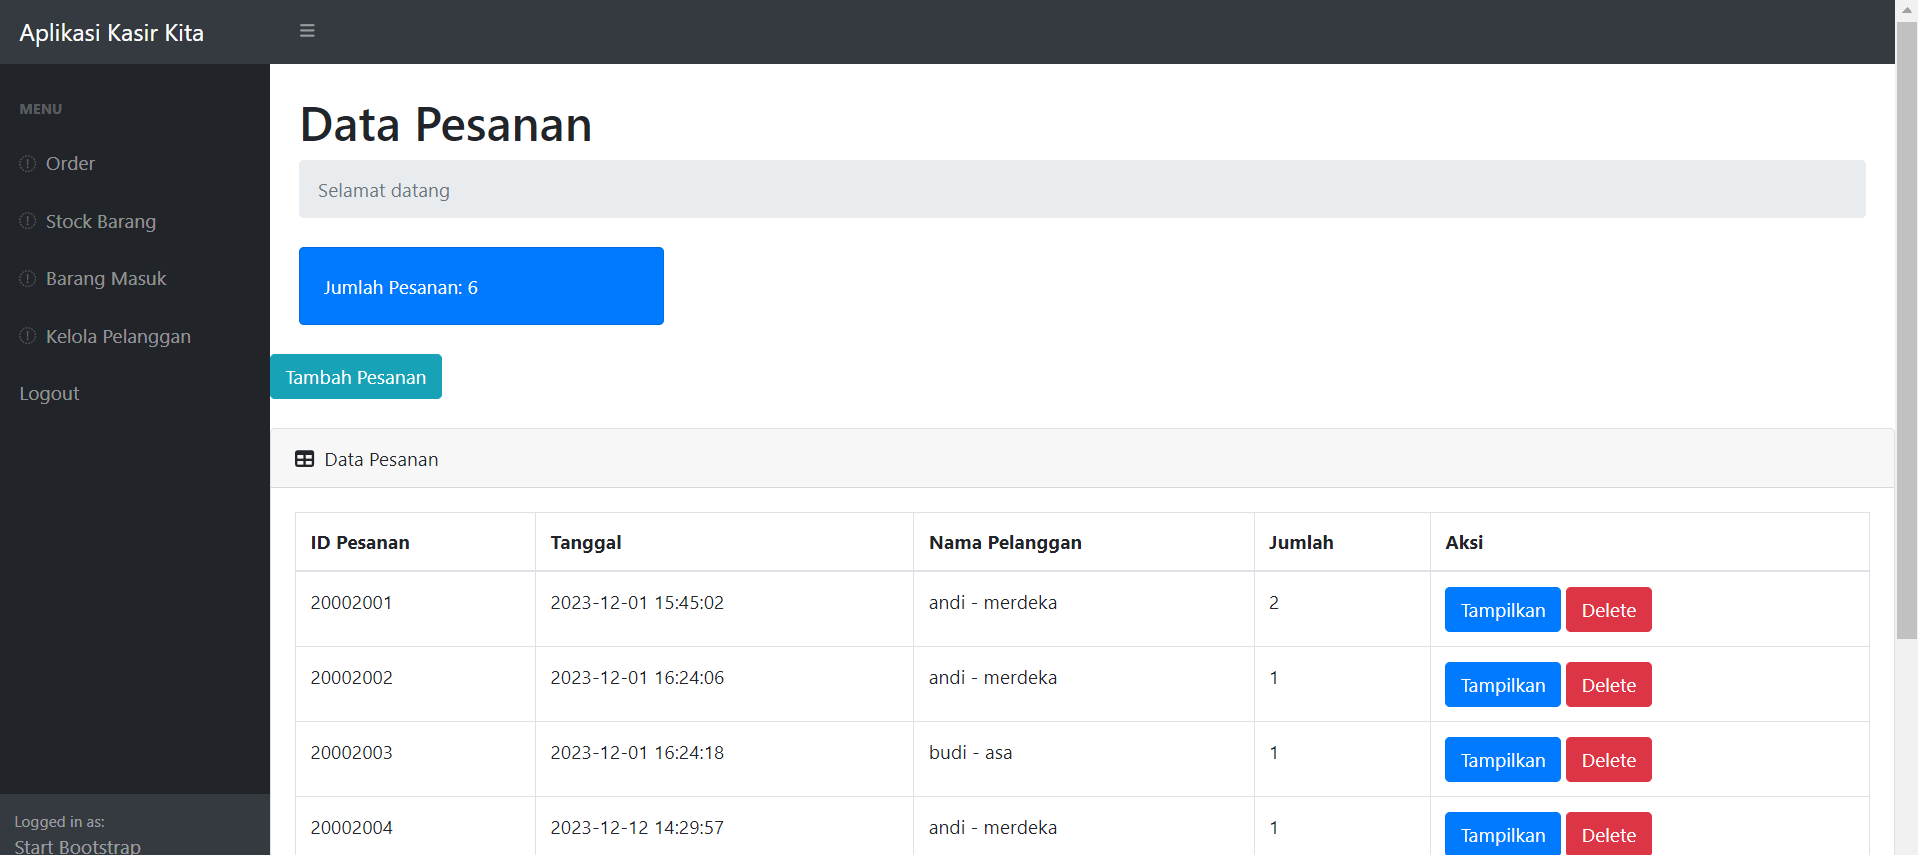 Aplikasi Kasir Kita
MENU
Order
Stock Barang
Barang Masuk
Kelola Pelanggan
Logout
Logged in as:
Start Bootstrap
Data Pesanan
Selamat datang
Jumlah Pesanan: 6
Tambah Pesanan
Data Pesanan
ID Pesanan Tanggal Nama Pelanggan Jumlah Aksi
20002001 2023-12-01 15:45:02 andi - merdeka 2 Tampilkan Delete
20002002 2023-12-01 16:24:06 andi - merdeka 1 Tampilkan Delete
20002003 2023-12-01 16:24:18 budi - asa 1 Tampilkan Delete
20002004 2023-12-12 14:29:57 andi - merdeka 1 Tampilkan Delete